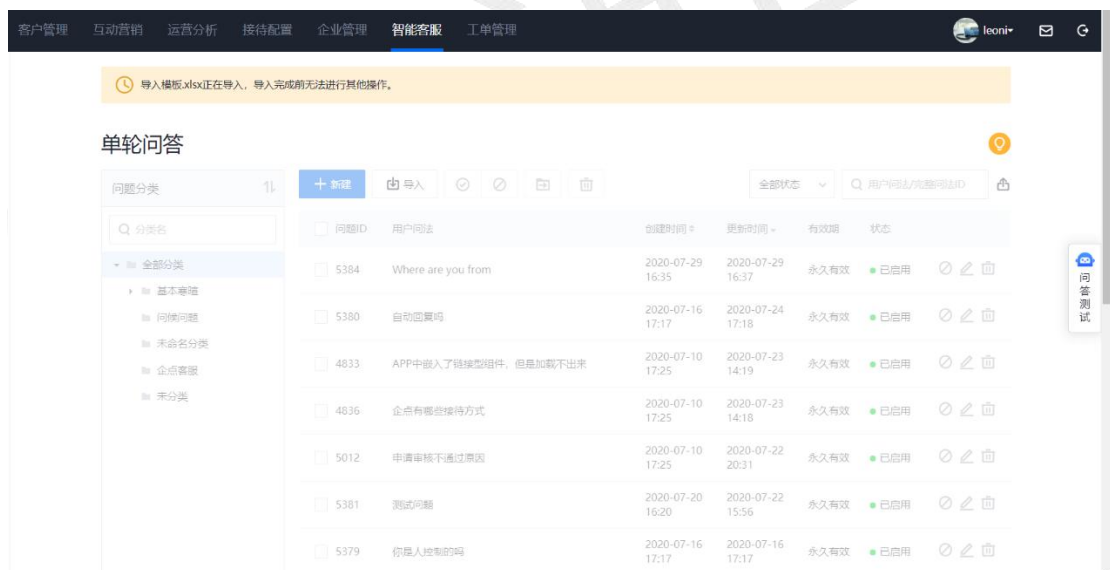 客户管理 互动营销 运营分析 接待配置 企业管理 智能客服 工单管理 leoni
导入模板.xlsx正在导入，导入完成前无法进行其他操作。
单轮问答
问题分类
新建 导入 全部状态 用户问法/完整问法ID
分类名
问题ID 用户问法 创建时间 更新时间 有效期 状态
全部分类
基本寒暄
问候问题
未命名分类
企点客服
未分类
5384 Where are you from 2020-07-29 16:35 2020-07-29 16:37 永久有效 已启用
5380 自动回复吗 2020-07-16 17:17 2020-07-24 17:18 永久有效 已启用
4833 APP中嵌入了链接型组件，但是加载不出来 2020-07-10 17:25 2020-07-23 14:19 永久有效 已启用
4836 企点有哪些接待方式 2020-07-10 17:25 2020-07-23 14:18 永久有效 已启用
5012 申请审核不通过原因 2020-07-10 17:25 2020-07-22 20:31 永久有效 已启用
5381 测试问题 2020-07-20 16:20 2020-07-22 15:56 永久有效 已启用
5379 你是人控制的吗 2020-07-16 17:17 2020-07-16 17:17 永久有效 已启用
问答测试